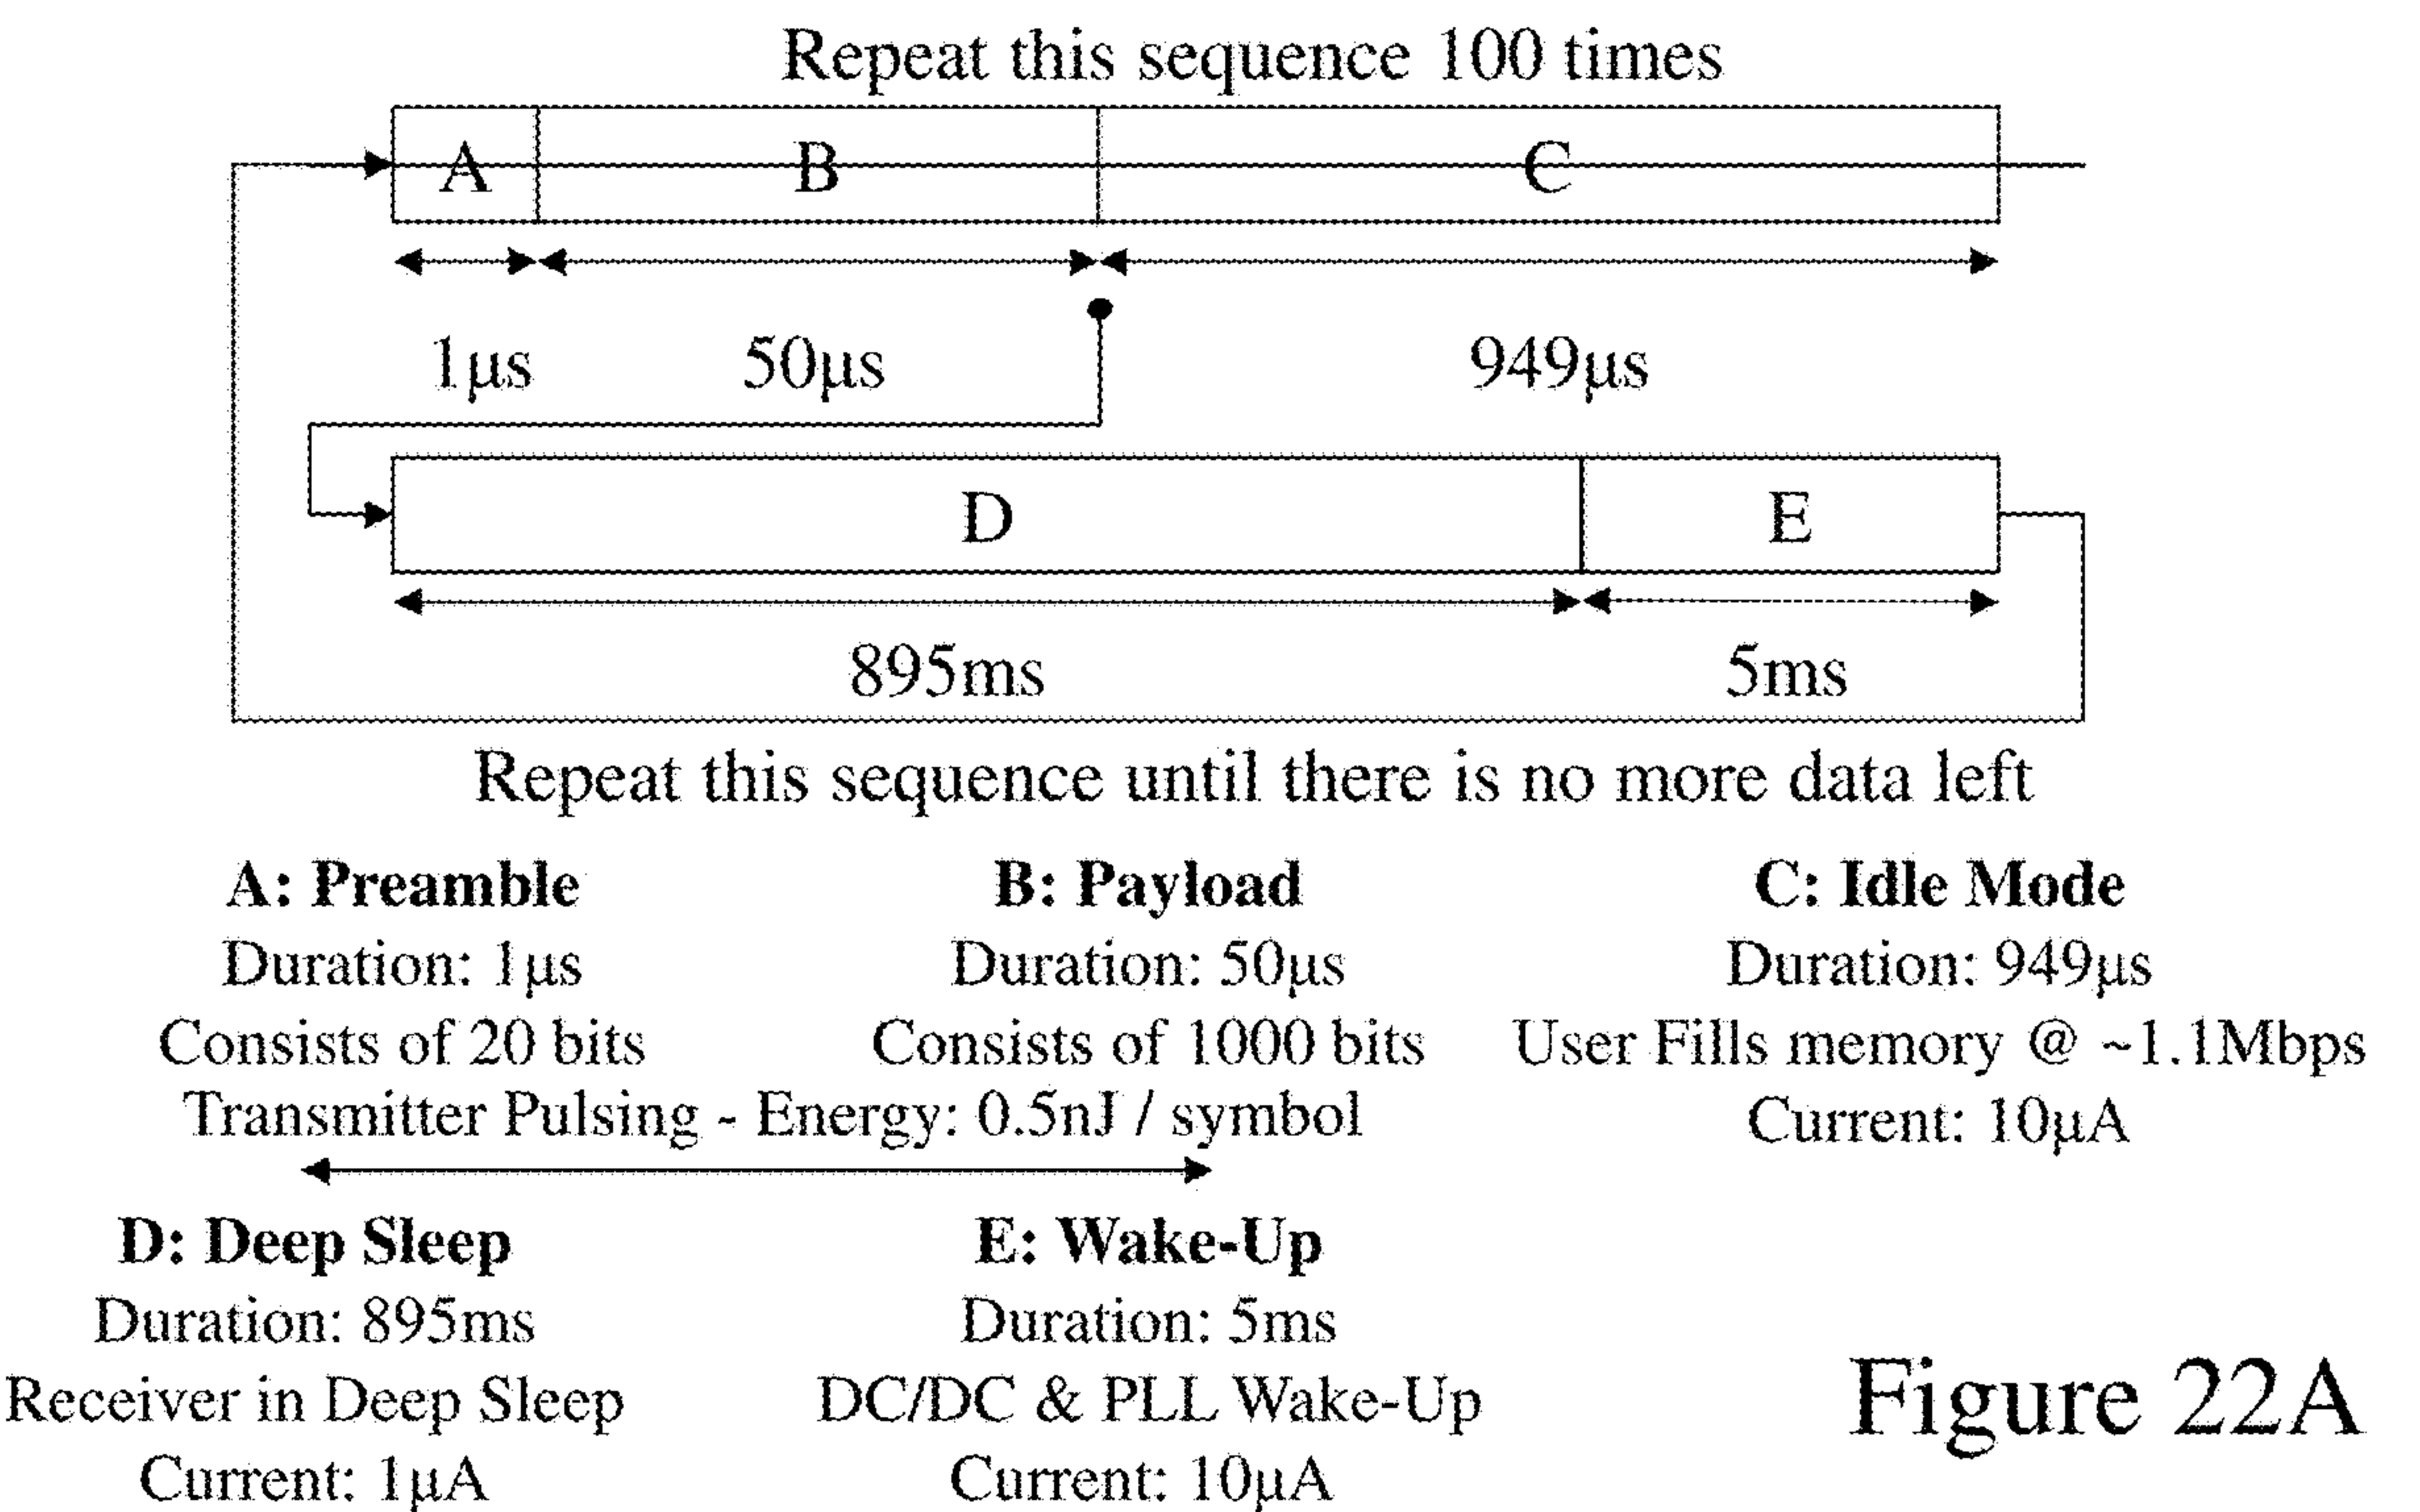 Repeat this sequence 100 times
A B C
1µs 50µs 949µs
D E
895ms 5ms
Repeat this sequence until there is no more data left
A: Preamble B: Payload C: Idle Mode
Duration: 1µs Duration: 50µs Duration: 949µs
Consists of 20 bits Consists of 1000 bits User Fills memory @ ~1.1Mbps
Transmitter Pulsing - Energy: 0.5nJ / symbol Current: 10µA
D: Deep Sleep E: Wake-Up
Duration: 895ms Duration: 5ms
Receiver in Deep Sleep DC/DC & PLL Wake-Up
Current: 1µA Current: 10µA
Figure 22A